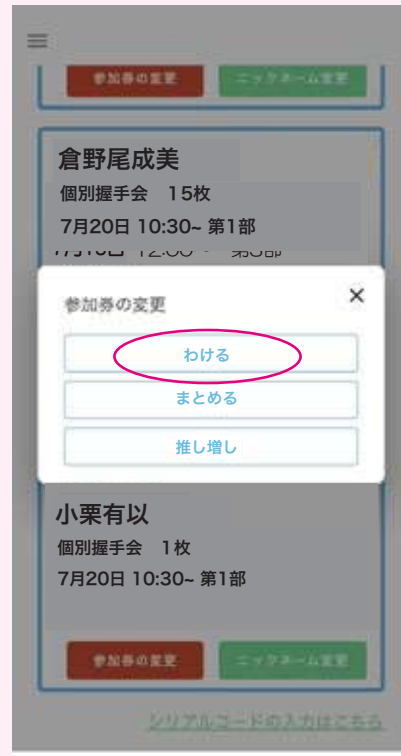 参加券の変更 ニックネーム変更
倉野尾成美
個別握手会 15枚
7月20日 10:30~ 第1部
参加券の変更 ×
わける
まとめる
推し増し
小栗有以
個別握手会 1枚
7月20日 10:30~ 第1部
参加券の変更 ニックネーム変更
シリアルコードの入力はこちら